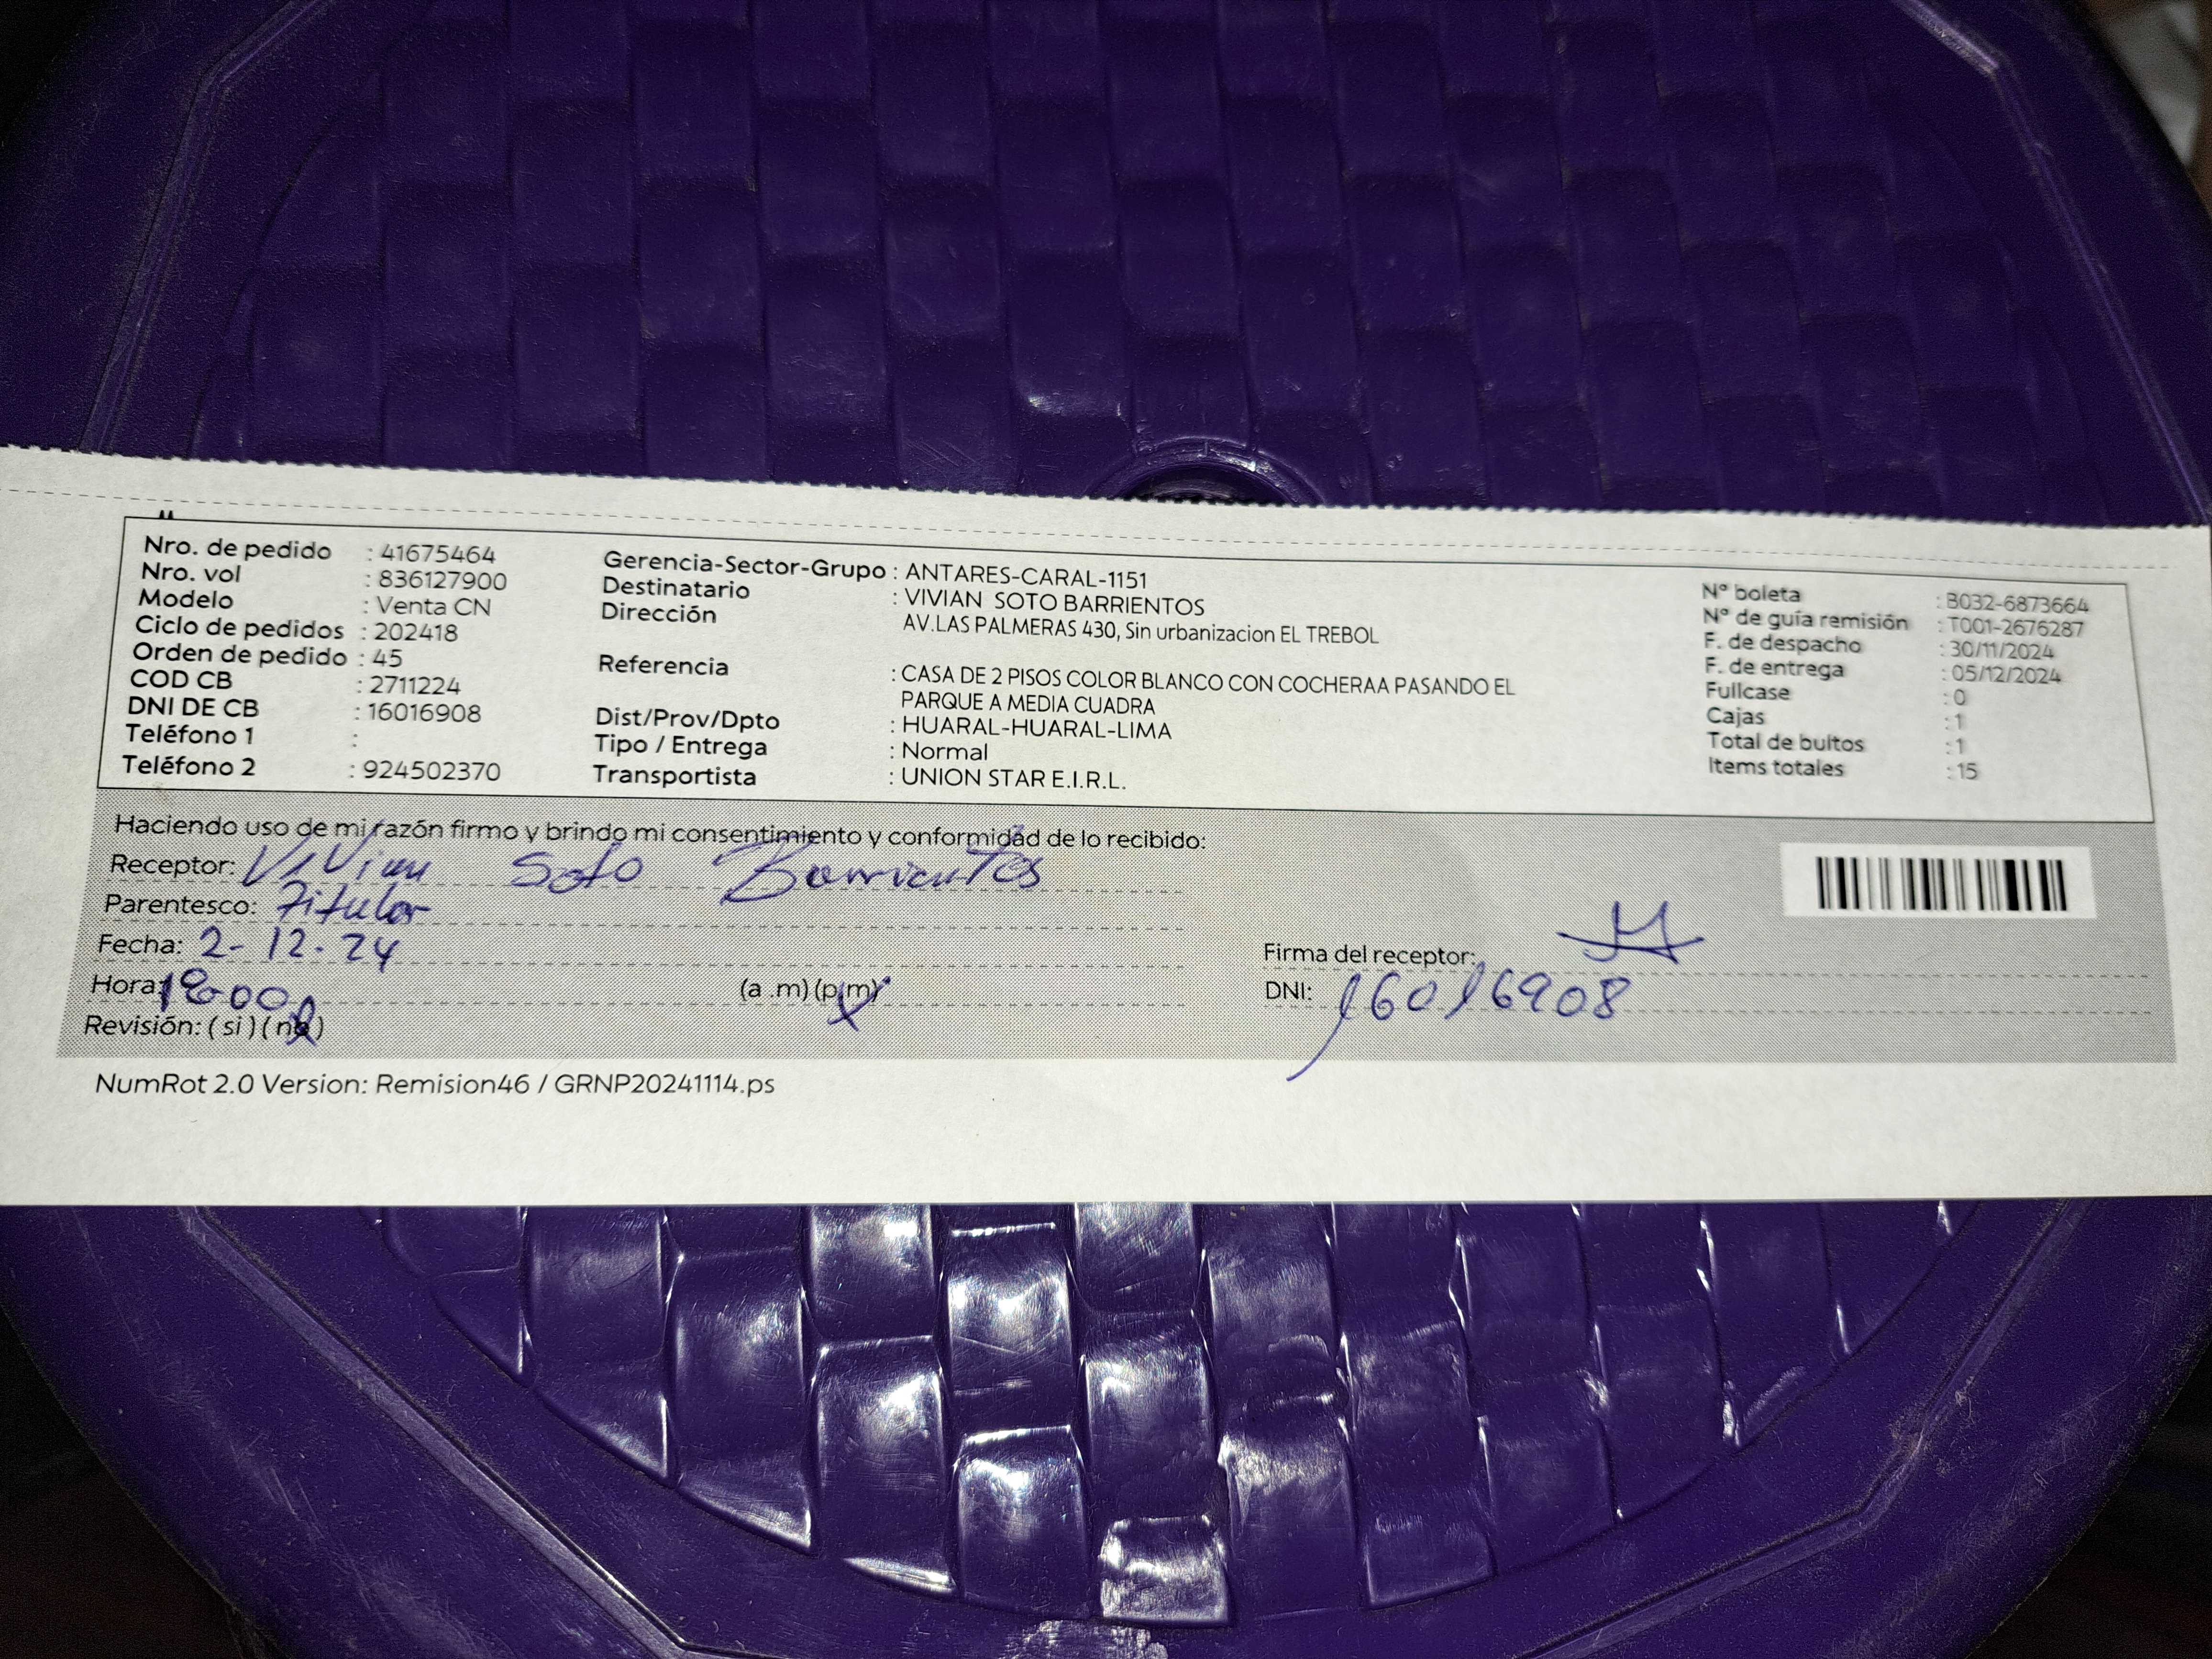 Nro. de pedido : 41675464
Nro. vol : 836127900
Modelo : Venta CN
Ciclo de pedidos : 202418
Orden de pedido : 45
COD CB : 2711224
DNI DE CB : 16016908
Teléfono 1 :
Teléfono 2 : 924502370
Gerencia-Sector-Grupo : ANTARES-CARAL-1151
Destinatario : VIVIAN SOTO BARRIENTOS
Dirección
AV.LAS PALMERAS 430, Sin urbanizacion EL TREBOL
Referencia : CASA DE 2 PISOS COLOR BLANCO CON COCHERAA PASANDO EL
PARQUE A MEDIA CUADRA
Dist/Prov/Dpto : HUARAL-HUARAL-LIMA
Tipo / Entrega : Normal
Transportista : UNION STAR E.I.R.L.
N° boleta : B032-6873664
N° de guía remisión : T001-2676287
F. de despacho : 30/11/2024
F. de entrega : 05/12/2024
Fullcase : 0
Cajas : 1
Total de bultos : 1
Items totales : 15
Haciendo uso de mi razón firmo y brindo mi consentimiento y conformidad de lo recibido:
Receptor: Vivian Soto Barrientos
Parentesco: Titular
Fecha: 2-12-24
Hora: (a .m) (p.m)
Revisión: ( si ) ( no )
Firma del receptor:
DNI: 16016908
NumRot 2.0 Version: Remision46 / GRNP20241114.ps